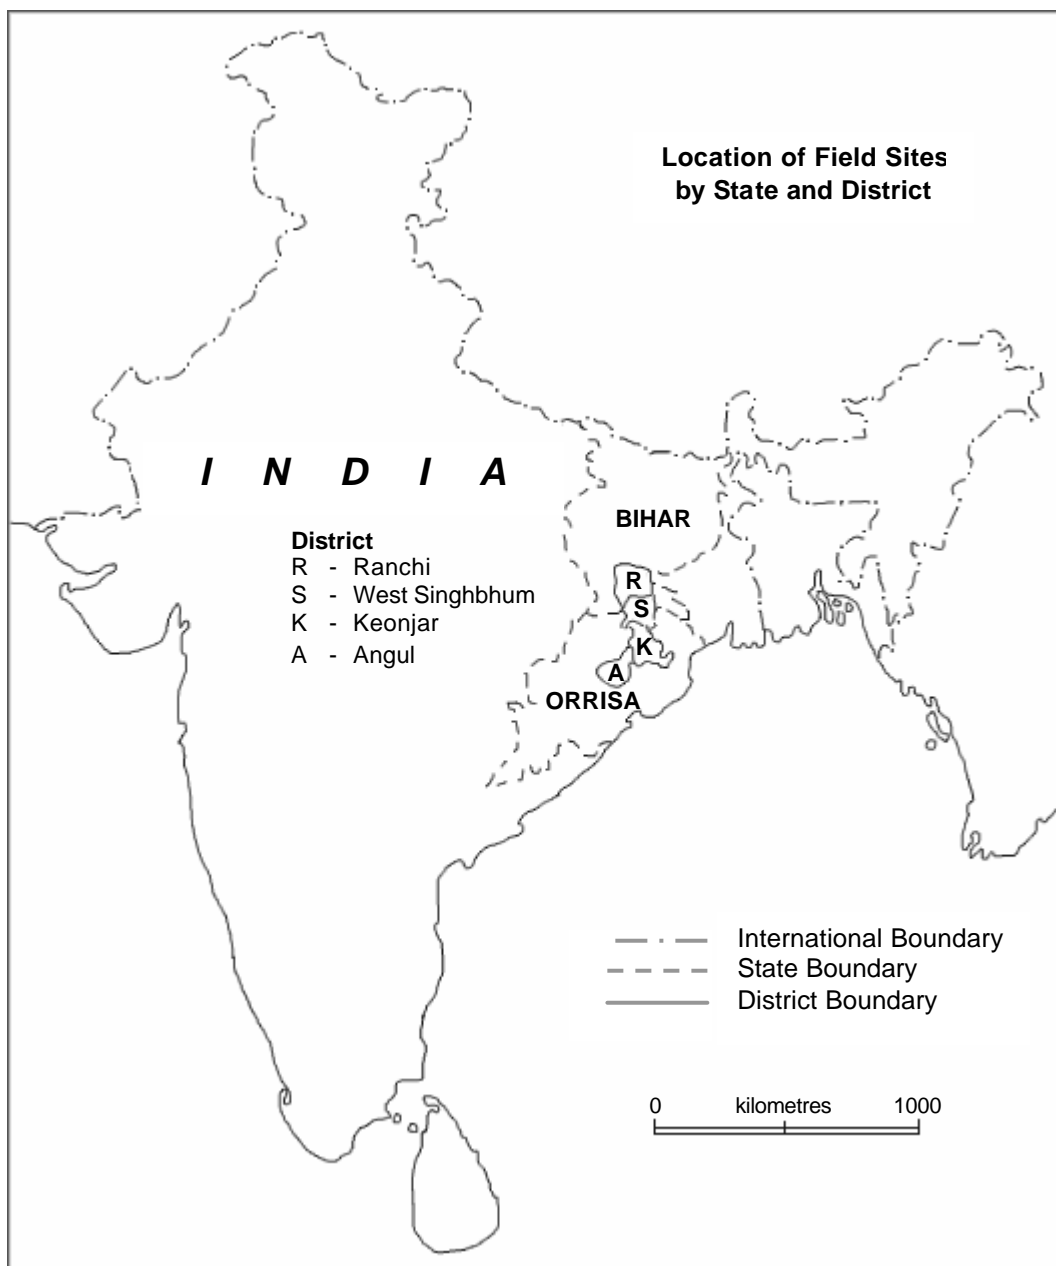 Location of Field Sites
by State and District
I N D I A
BIHAR
District
R - Ranchi
S - West Singhbhum
K - Keonjar
A - Angul
R
S
K
A
ORRISA
International Boundary
State Boundary
District Boundary
0 kilometres 1000